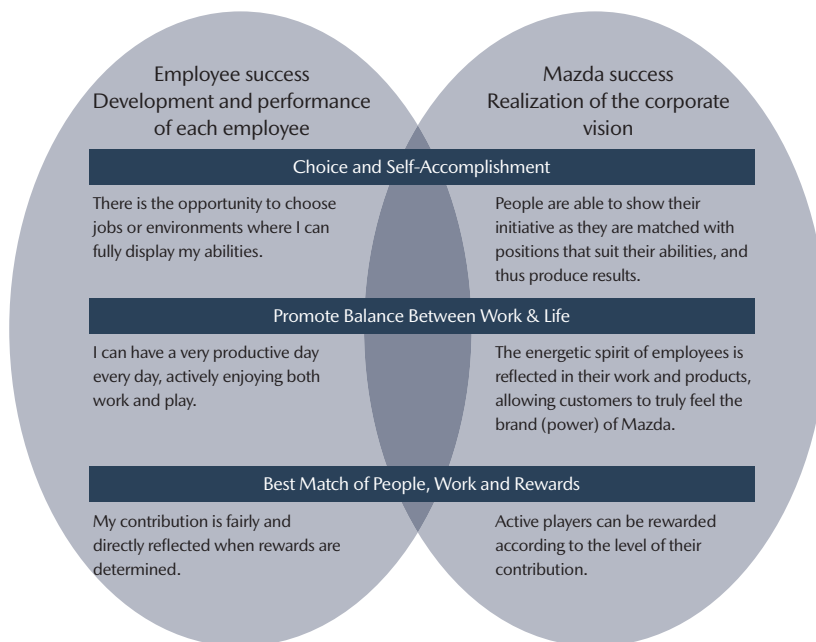 Employee success
Development and performance
of each employee
Mazda success
Realization of the corporate
vision
Choice and Self-Accomplishment
There is the opportunity to choose
jobs or environments where I can
fully display my abilities.
People are able to show their
initiative as they are matched with
positions that suit their abilities, and
thus produce results.
Promote Balance Between Work & Life
I can have a very productive day
every day, actively enjoying both
work and play.
The energetic spirit of employees is
reflected in their work and products,
allowing customers to truly feel the
brand (power) of Mazda.
Best Match of People, Work and Rewards
My contribution is fairly and
directly reflected when rewards are
determined.
Active players can be rewarded
according to the level of their
contribution.